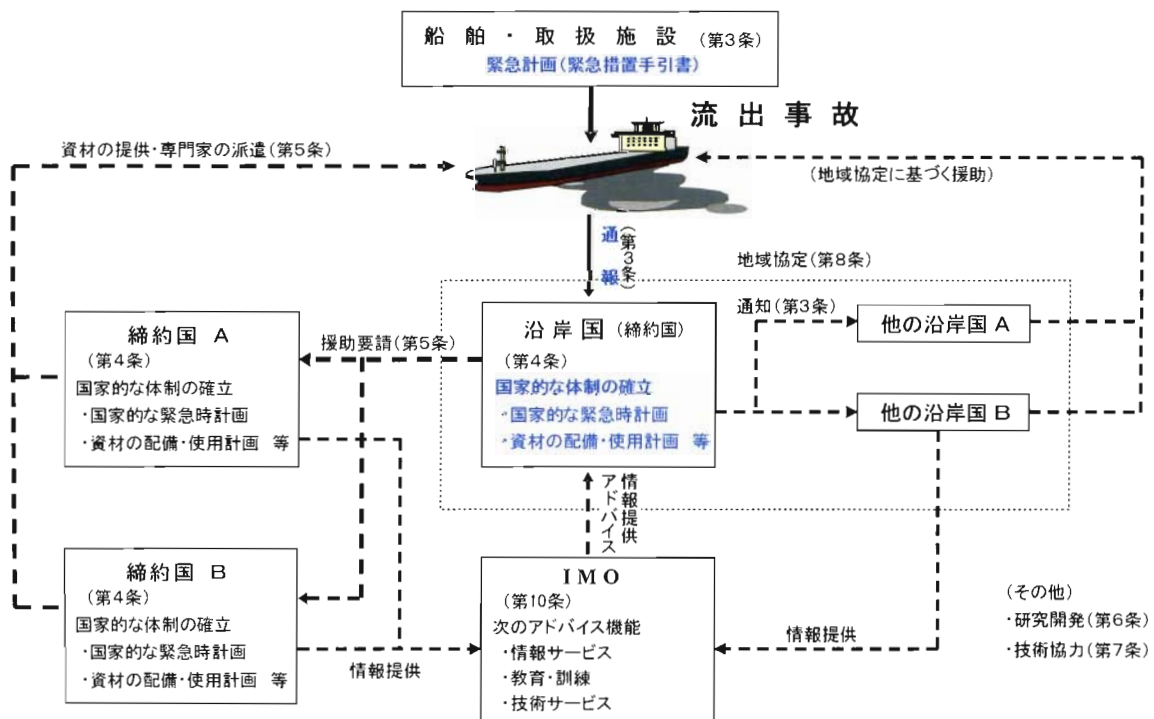 船舶・取扱施設 (第3条)
緊急計画(緊急措置手引書)
流出事故
資材の提供・専門家の派遣(第5条)
(地域協定に基づく援助)
通報
(第3条)
地域協定(第8条)
締約国 A
(第4条)
国家的な体制の確立
・国家的な緊急時計画
・資材の配備・使用計画 等
援助要請(第5条)
沿岸国(締約国)
(第4条)
国家的な体制の確立
・国家的な緊急時計画
・資材の配備・使用計画 等
通知(第3条)
他の沿岸国 A
他の沿岸国 B
情報提供
アドバイス
締約国 B
(第4条)
国家的な体制の確立
・国家的な緊急時計画
・資材の配備・使用計画 等
情報提供
IMO
(第10条)
次のアドバイス機能
・情報サービス
・教育・訓練
・技術サービス
情報提供
(その他)
・研究開発(第6条)
・技術協力(第7条)